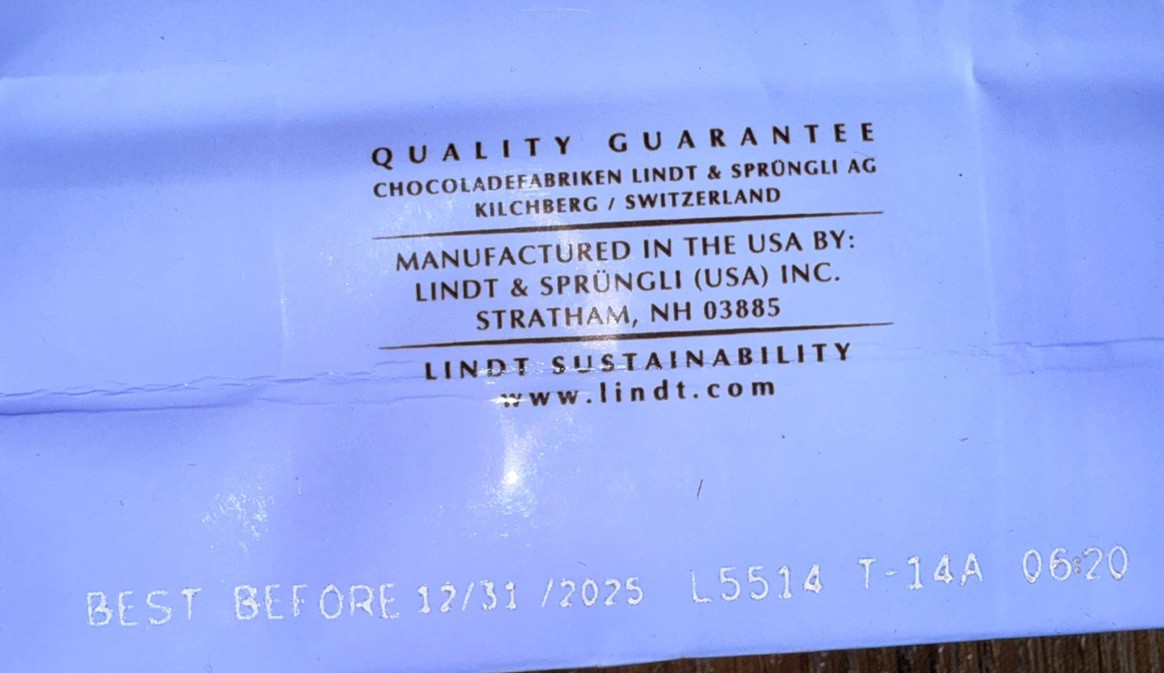 QUALITY GUARANTEE
CHOCOLADEFABRIKEN LINDT & SPRÜNGLI AG
KILCHBERG / SWITZERLAND
MANUFACTURED IN THE USA BY:
LINDT & SPRÜNGLI (USA) INC.
STRATHAM, NH 03885
LINDT SUSTAINABILITY
www.lindt.com
BEST BEFORE 12/31 /2025 L5514 T-14A 06:20